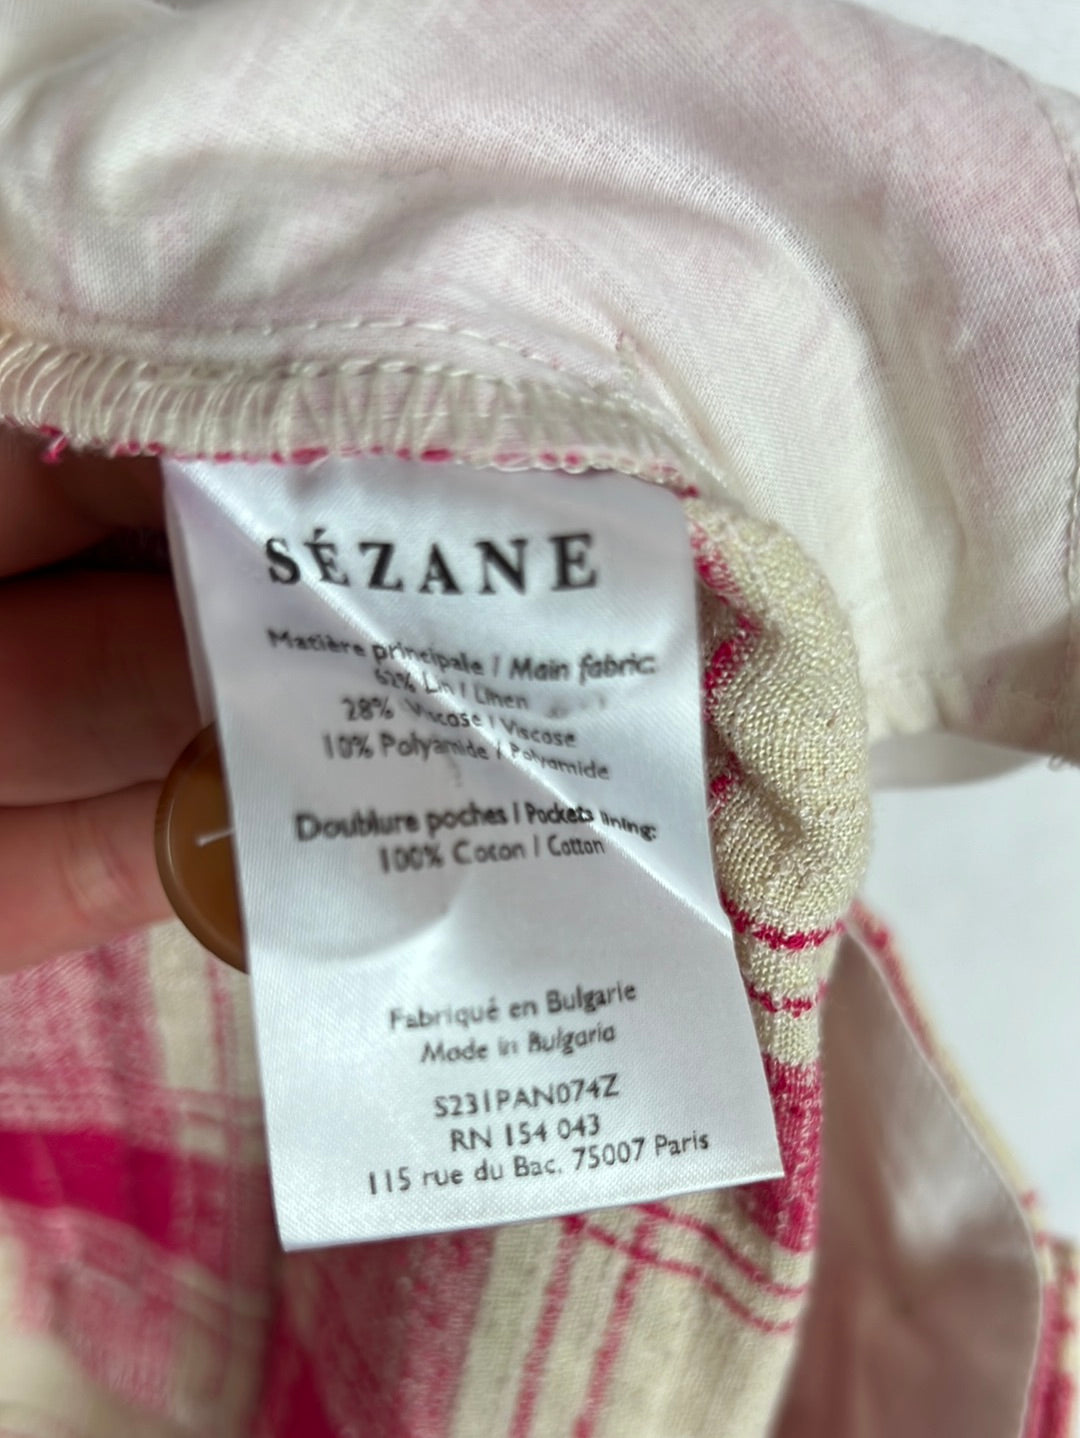 SÉZANE
Matière principale / Main fabric:
62% Lin / Linen
28% Viscose / Viscose
10% Polyamide / Polyamide
Doublure poches / Pockets lining:
100% Coton / Cotton
Fabriqué en Bulgarie
Made in Bulgaria
S231PAN074Z
RN 154 043
115 rue du Bac. 75007 Paris